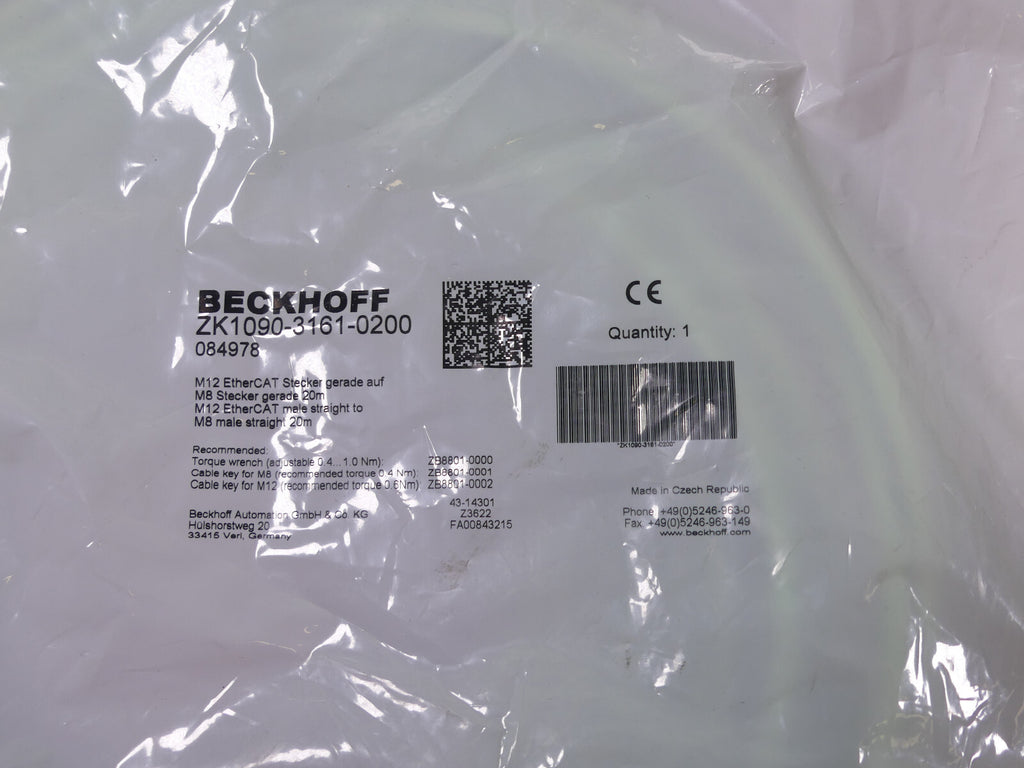 BECKHOFF
ZK1090-3161-0200
084978
M12 EtherCAT Stecker gerade auf
M8 Stecker gerade 20m
M12 EtherCAT male straight to
M8 male straight 20m
Recommended:
Torque wrench (adjustable 0.4...1.0 Nm): ZB8801-0000
Cable key for M8 (recommended torque 0.4 Nm): ZB8801-0001
Cable key for M12 (recommended torque 0.6Nm) ZB8801-0002
43-14301
Z3622
FA00843215
Beckhoff Automation GmbH & Co. KG
Hülshorstweg 20
33415 Verl, Germany
CE
Quantity: 1
*ZK1090-3161-0200*
Made in Czech Republic
Phone +49(0)5246-963-0
Fax +49(0)5246-963-149
www.beckhoff.com